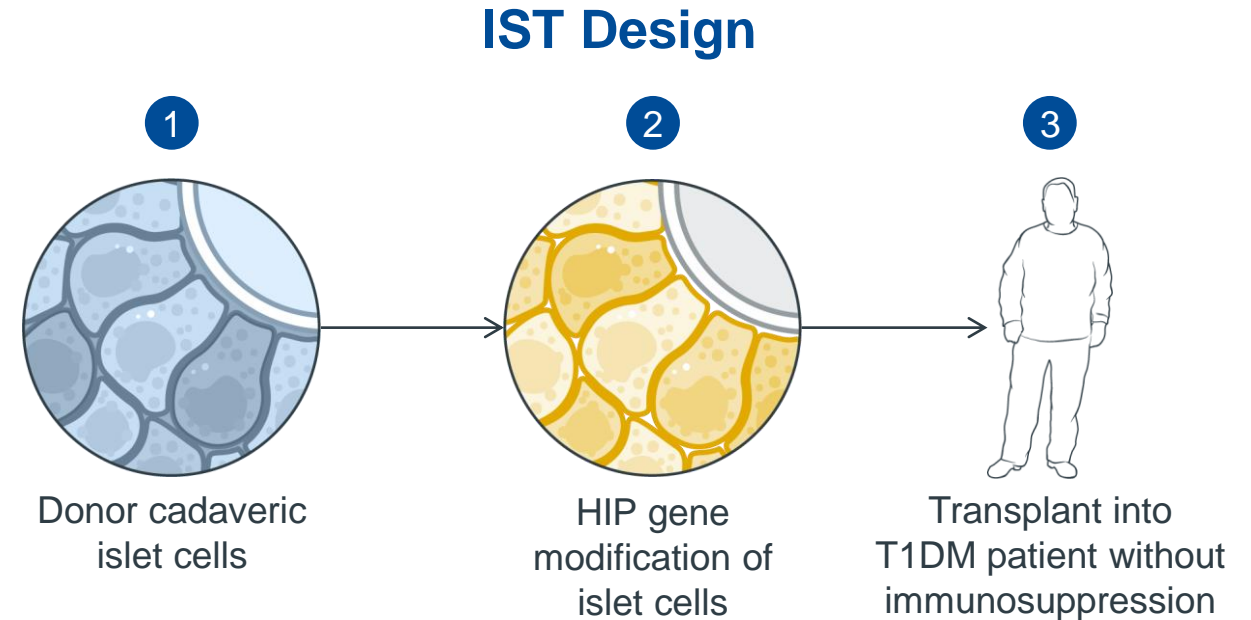 IST Design
1
2
3
Donor cadaveric
islet cells
HIP gene
modification of
islet cells
Transplant into
T1DM patient without
immunosuppression